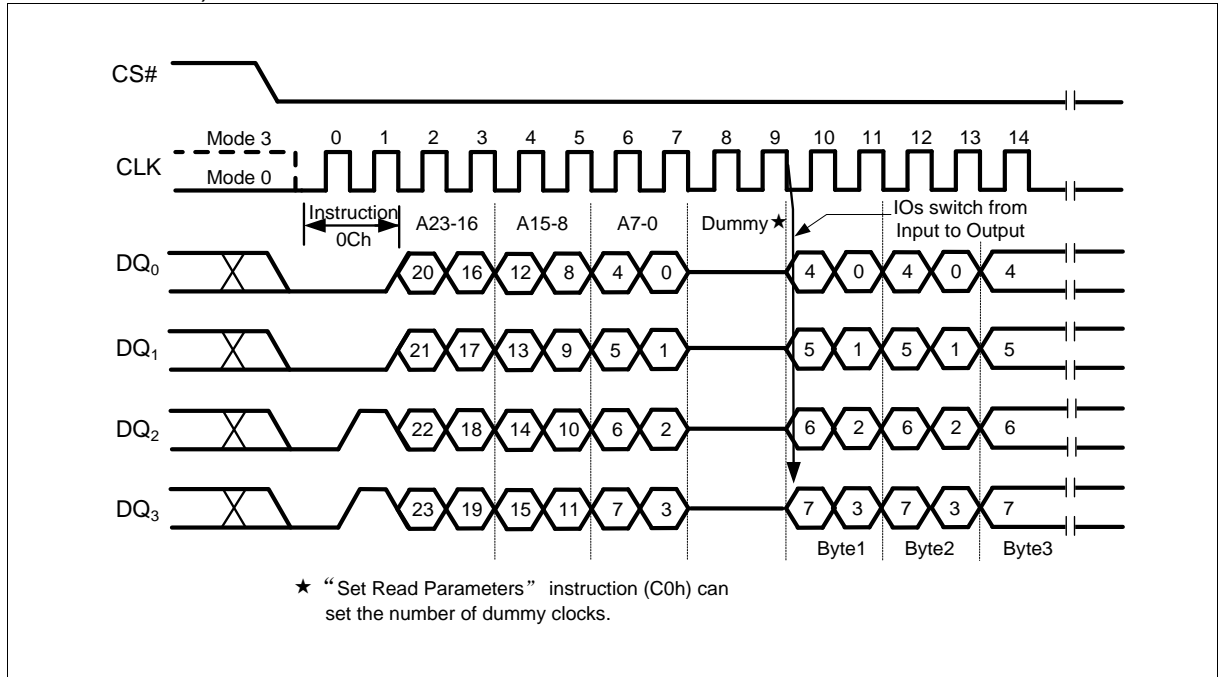 CS#
Mode 3
0 1 2 3 4 5 6 7 8 9 10 11 12 13 14
CLK
Mode 0
Instruction
0Ch
A23-16 A15-8 A7-0 Dummy★
IOs switch from
Input to Output
DQ0 20 16 12 8 4 0 4 0 4 0 4
DQ1 21 17 13 9 5 1 5 1 5 1 5
DQ2 22 18 14 10 6 2 6 2 6 2 6
DQ3 23 19 15 11 7 3 7 3 7 3 7
Byte1 Byte2 Byte3
★ “Set Read Parameters” instruction (C0h) can
set the number of dummy clocks.